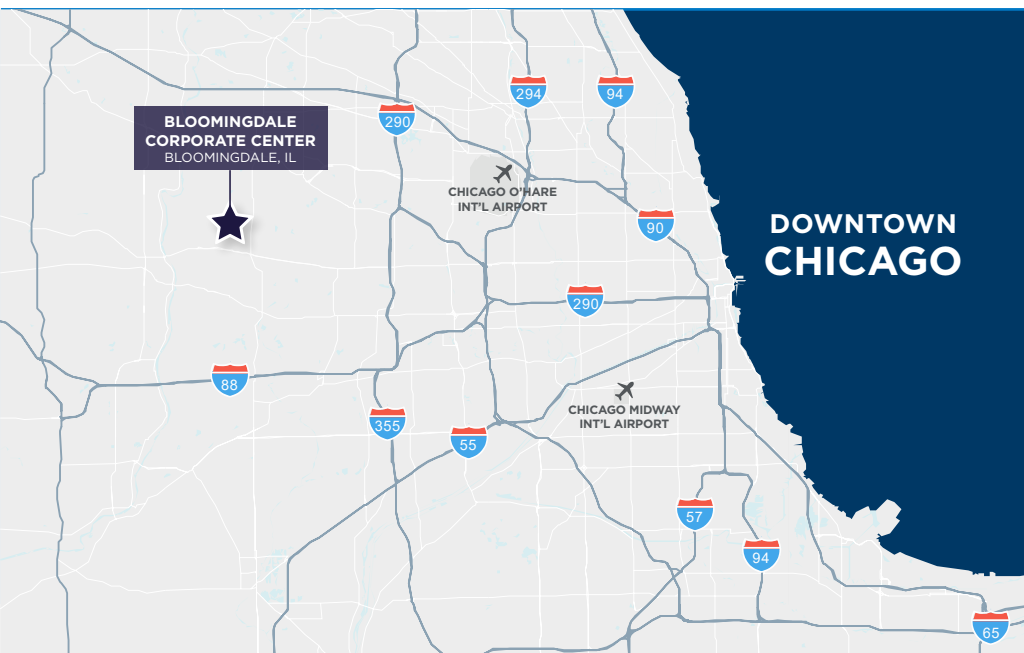 294
94
290
BLOOMINGDALE
CORPORATE CENTER
BLOOMINGDALE, IL
CHICAGO O'HARE
INT'L AIRPORT
90
DOWNTOWN
CHICAGO
290
88
CHICAGO MIDWAY
INT'L AIRPORT
355
55
57
94
65